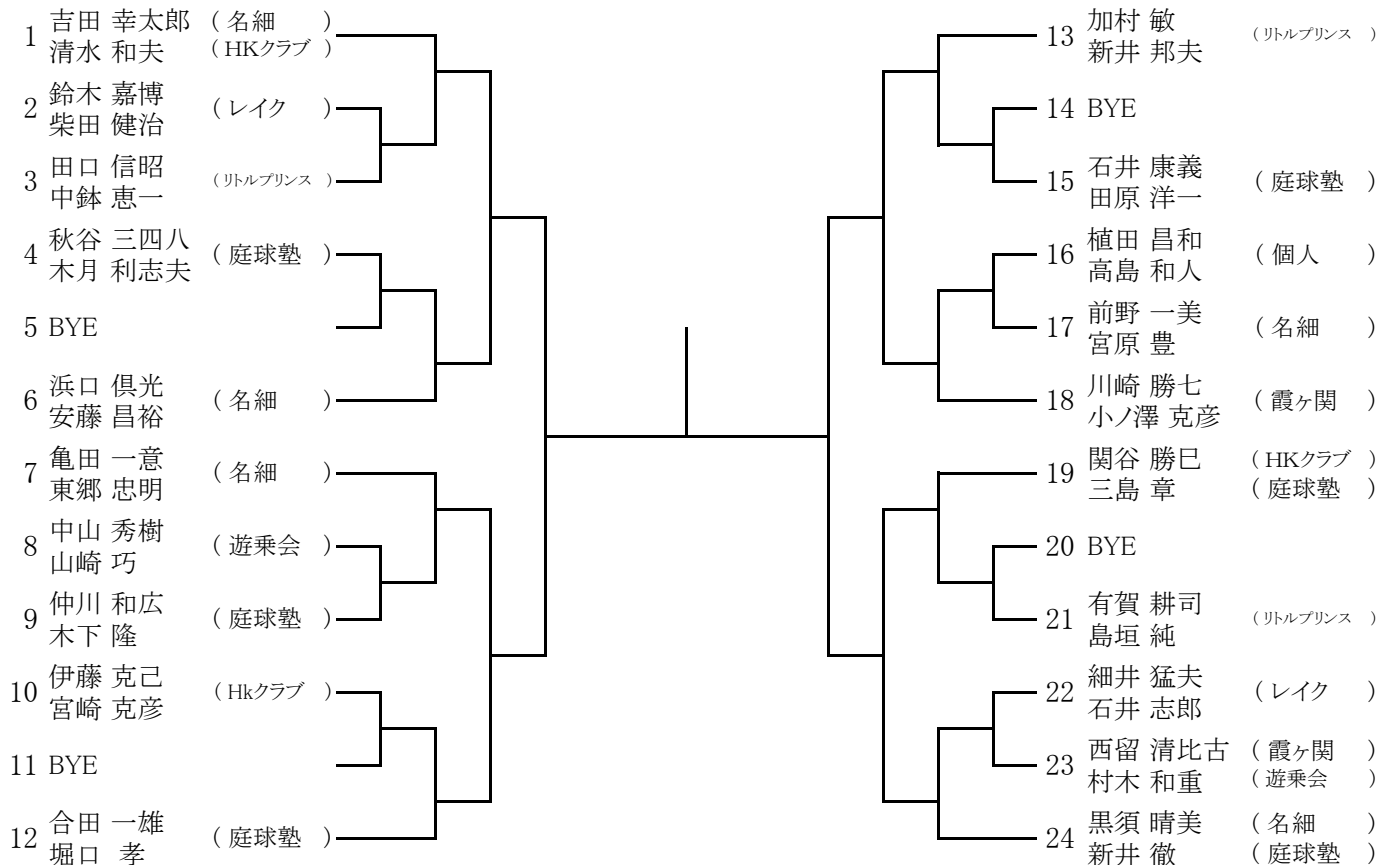 1 吉田 幸太郎 ( 名細 )
清水 和夫 ( HKクラブ )
2 鈴木 嘉博 ( レイク )
柴田 健治
3 田口 信昭 ( リトルプリンス )
中鉢 恵一
4 秋谷 三四八 ( 庭球塾 )
木月 利志夫
5 BYE
6 浜口 倶光 ( 名細 )
安藤 昌裕
7 亀田 一意 ( 名細 )
東郷 忠明
8 中山 秀樹 ( 遊乗会 )
山崎 巧
9 仲川 和広 ( 庭球塾 )
木下 隆
10 伊藤 克己 ( Hkクラブ )
宮崎 克彦
11 BYE
12 合田 一雄 ( 庭球塾 )
堀口 孝
13 加村 敏 ( リトルプリンス )
新井 邦夫
14 BYE
15 石井 康義 ( 庭球塾 )
田原 洋一
16 植田 昌和 ( 個人 )
高島 和人
17 前野 一美 ( 名細 )
宮原 豊
18 川崎 勝七 ( 霞ヶ関 )
小ノ澤 克彦
19 関谷 勝巳 ( HKクラブ )
三島 章 ( 庭球塾 )
20 BYE
21 有賀 耕司 ( リトルプリンス )
島垣 純
22 細井 猛夫 ( レイク )
石井 志郎
23 西留 清比古 ( 霞ヶ関 )
村木 和重 ( 遊乗会 )
24 黒須 晴美 ( 名細 )
新井 徹 ( 庭球塾 )